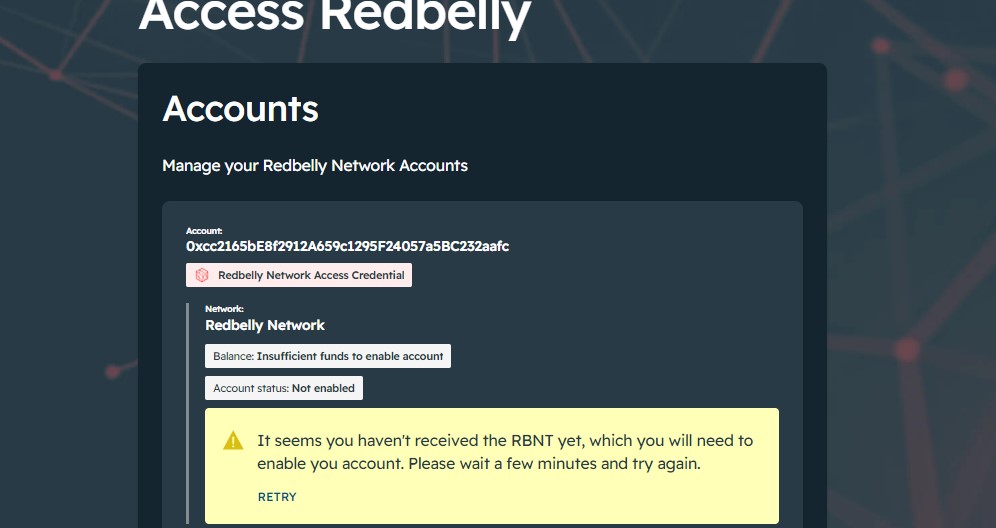 Access Redbelly
Accounts
Manage your Redbelly Network Accounts
Account:
0xcc2165bE8f2912A659c1295F24057a5BC232aafc
Redbelly Network Access Credential
Network:
Redbelly Network
Balance: Insufficient funds to enable account
Account status: Not enabled
It seems you haven't received the RBNT yet, which you will need to
enable you account. Please wait a few minutes and try again.
RETRY